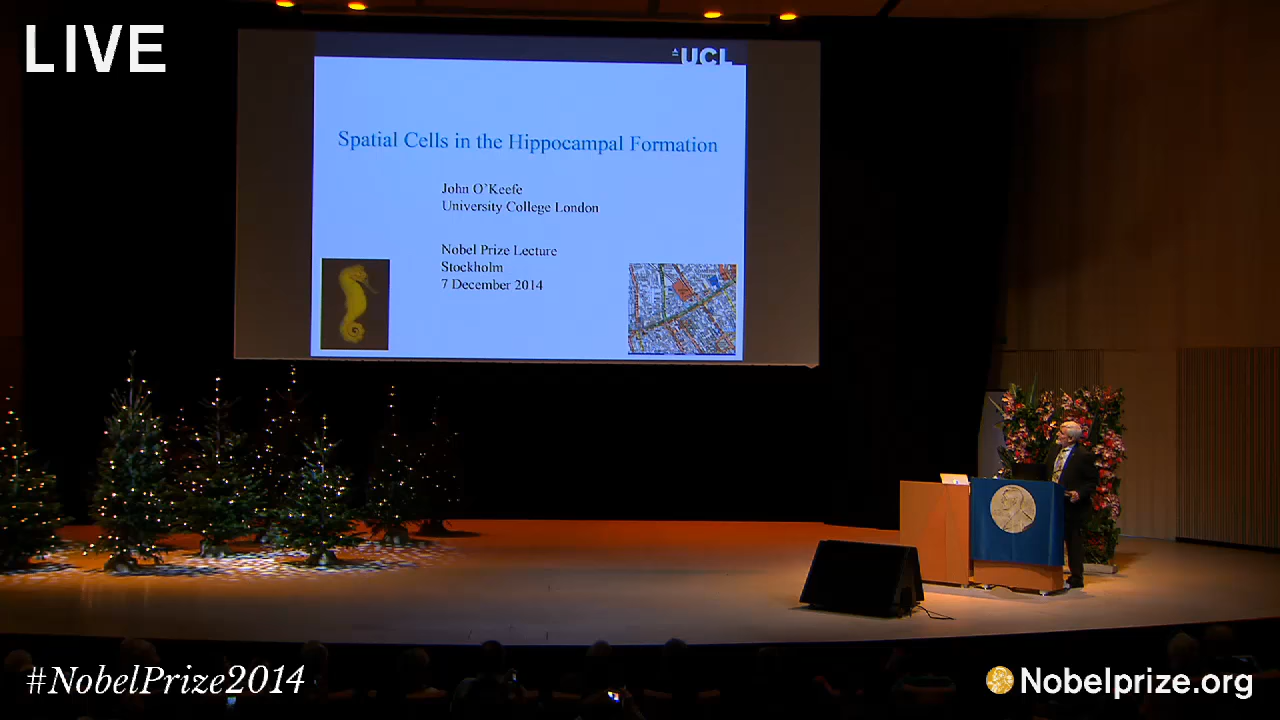 LIVE
UCL
Spatial Cells in the Hippocampal Formation
John O'Keefe
University College London
Nobel Prize Lecture
Stockholm
7 December 2014
#NobelPrize2014
Nobelprize.org